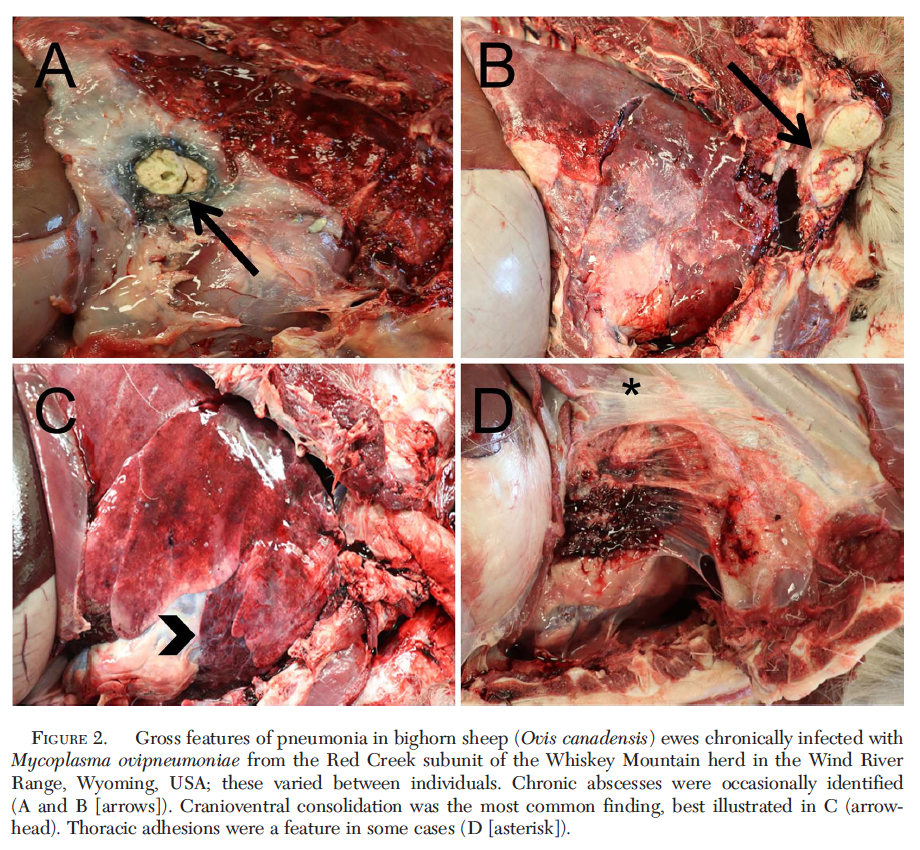 A
B
C
D
*
FIGURE 2. Gross features of pneumonia in bighorn sheep (Ovis canadensis) ewes chronically infected with
Mycoplasma ovipneumoniae from the Red Creek subunit of the Whiskey Mountain herd in the Wind River
Range, Wyoming, USA; these varied between individuals. Chronic abscesses were occasionally identified
(A and B [arrows]). Cranioventral consolidation was the most common finding, best illustrated in C (arrow-
head). Thoracic adhesions were a feature in some cases (D [asterisk]).